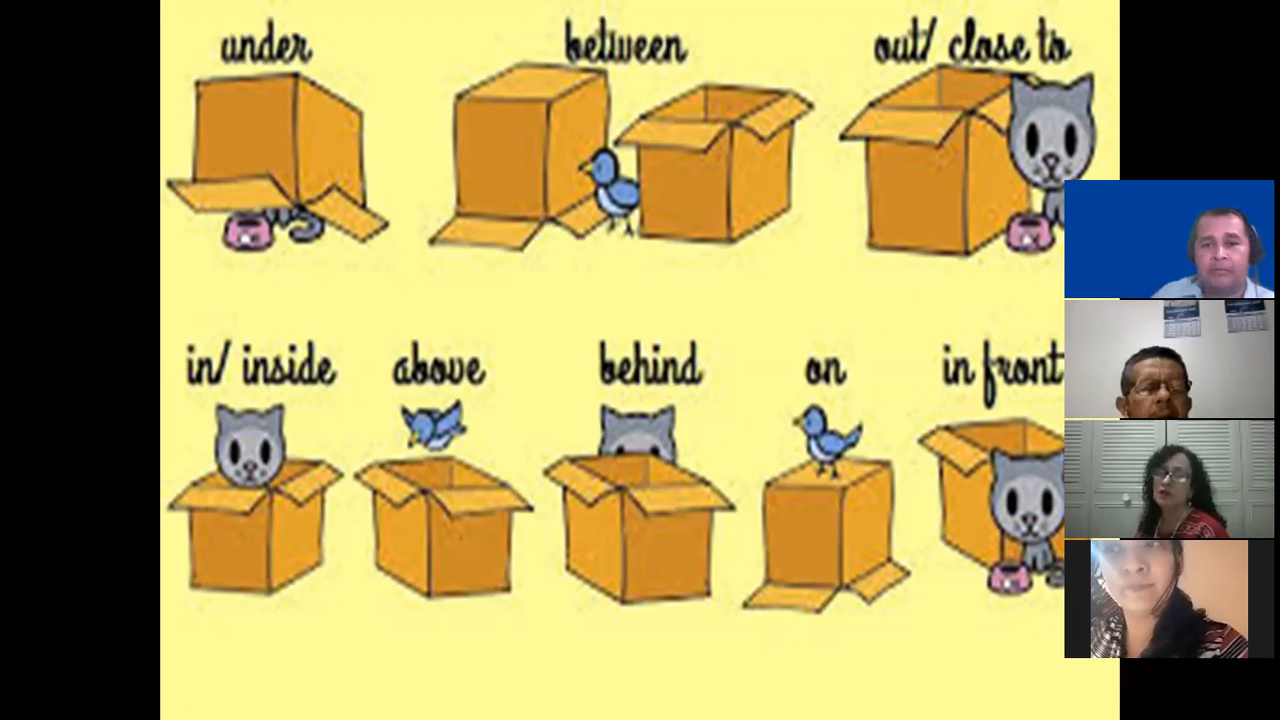 under between out/ close to
in/ inside above behind on in front